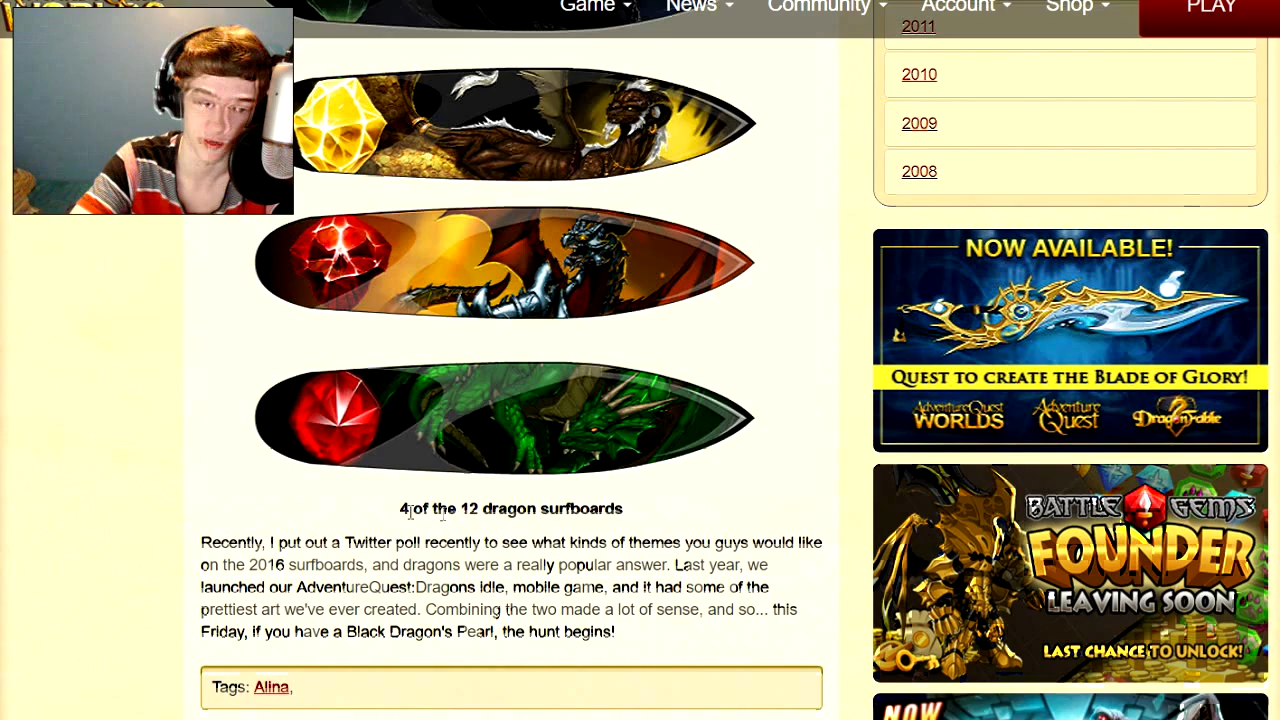 Game
News
Community
Account
Shop
PLAY
2011
2010
2009
2008
4 of the 12 dragon surfboards
Recently, I put out a Twitter poll recently to see what kinds of themes you guys would like
on the 2016 surfboards, and dragons were a really popular answer. Last year, we
launched our AdventureQuest:Dragons idle, mobile game, and it had some of the
prettiest art we've ever created. Combining the two made a lot of sense, and so... this
Friday, if you have a Black Dragon's Pearl, the hunt begins!
Tags: Alina,
NOW AVAILABLE!
QUEST TO CREATE THE BLADE OF GLORY!
AdventureQuest
WORLDS
AdventureQuest
DragonFable
BATTLE GEMS
FOUNDER
LEAVING SOON
LAST CHANCE TO UNLOCK!
NOW